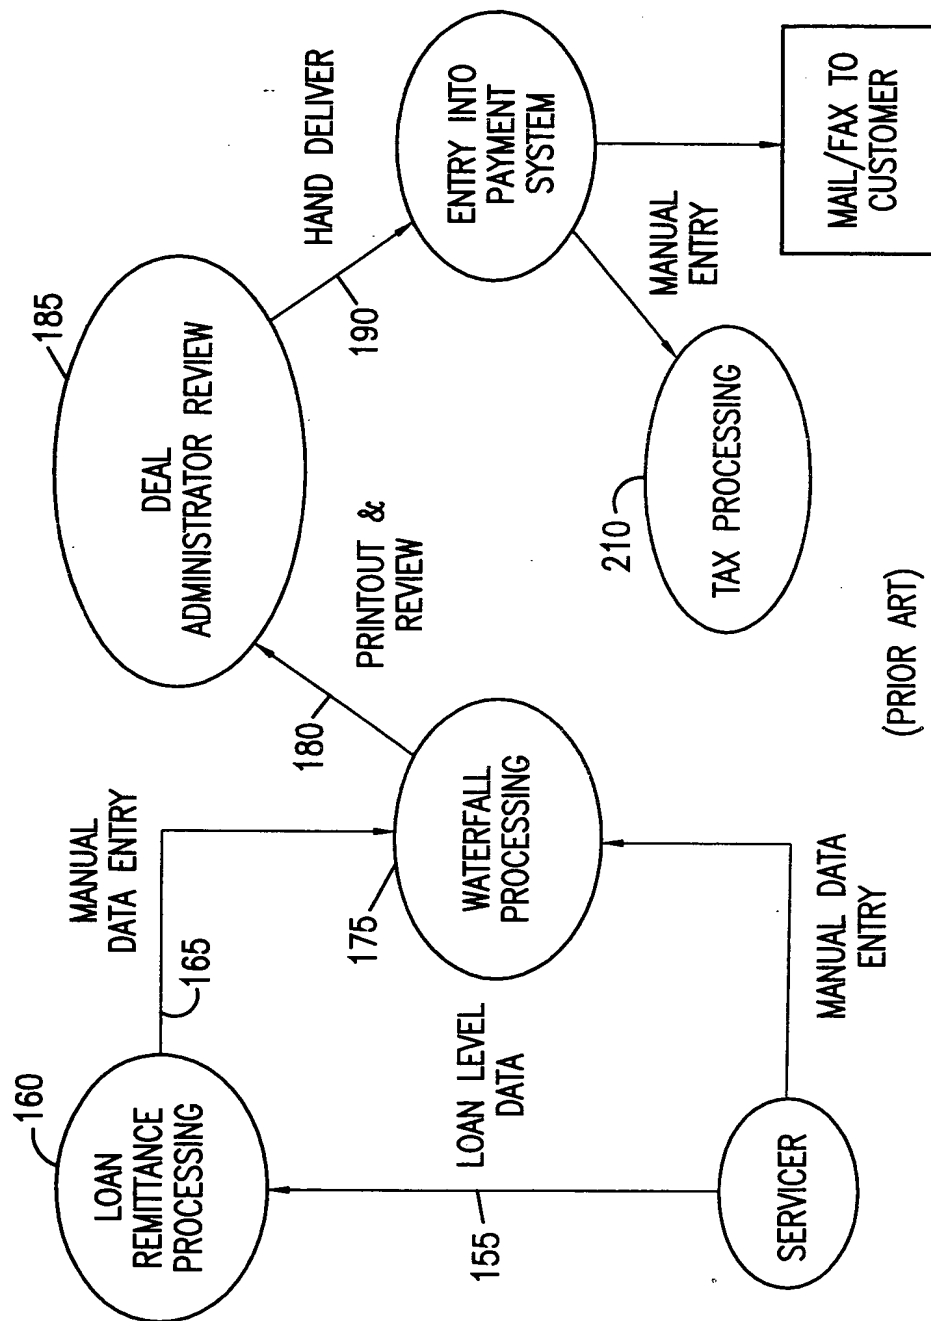 160
LOAN
REMITTANCE
PROCESSING
165
MANUAL
DATA ENTRY
155
LOAN LEVEL
DATA
SERVICER
MANUAL DATA
ENTRY
175
WATERFALL
PROCESSING
180
PRINTOUT &
REVIEW
185
DEAL
ADMINISTRATOR REVIEW
190
HAND DELIVER
ENTRY INTO
PAYMENT
SYSTEM
MANUAL
ENTRY
210
TAX PROCESSING
MAIL/FAX TO
CUSTOMER
(PRIOR ART)